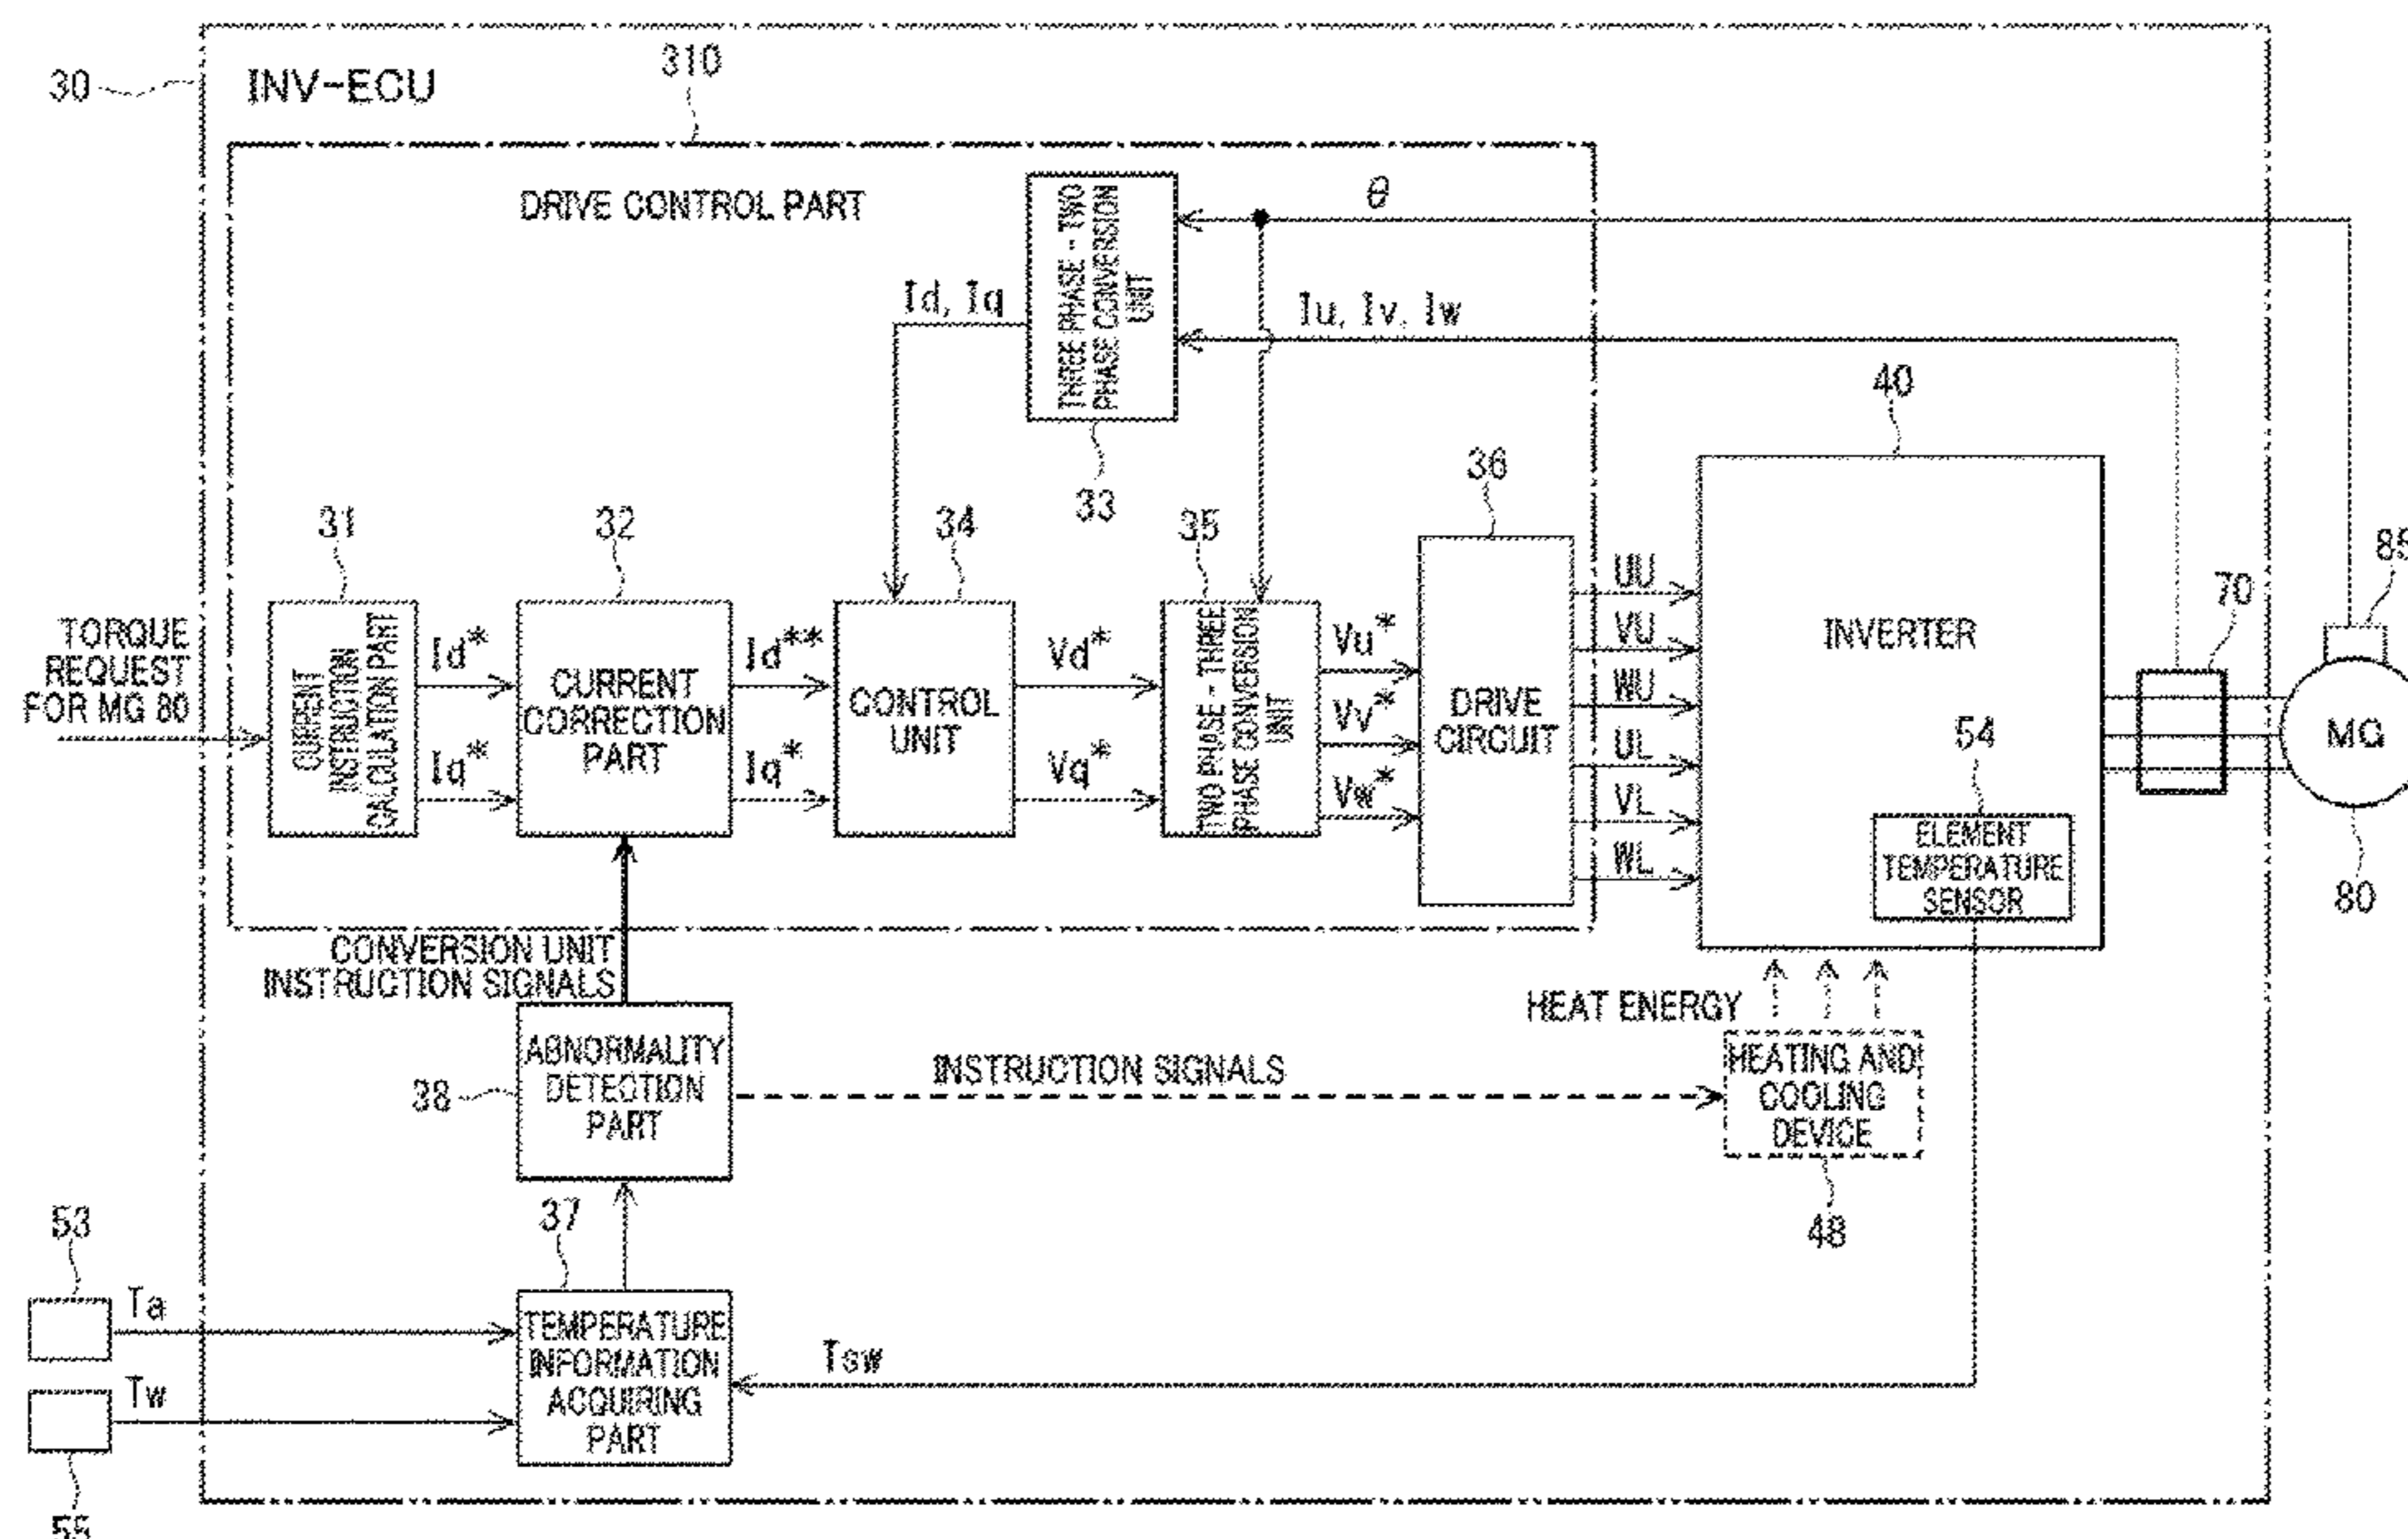 310
30
INV-ECU
DRIVE CONTROL PART
THREE PHASE - TWO
PHASE CONVERSION
UNIT
θ
Id, Iq
Iu, Iv, Iw
33
40
36
31
32
34
35
85
70
TORQUE
REQUEST
FOR MG 80
CURRENT
INSTRUCTION
CALCULATION PART
Id*
Iq*
CURRENT
CORRECTION
PART
Id**
Iq*
CONTROL
UNIT
Vd*
Vq*
TWO PHASE - THREE
PHASE CONVERSION
UNIT
Vu*
Vv*
Vw*
DRIVE
CIRCUIT
UU
VU
WU
UL
VL
WL
INVERTER
54
ELEMENT
TEMPERATURE
SENSOR
MG
80
CONVERSION UNIT
INSTRUCTION SIGNALS
HEAT ENERGY
38
ABNORMALITY
DETECTION
PART
INSTRUCTION SIGNALS
HEATING AND
COOLING
DEVICE
48
37
53
Ta
TEMPERATURE
INFORMATION
ACQUIRING
PART
Tsw
Tw
55